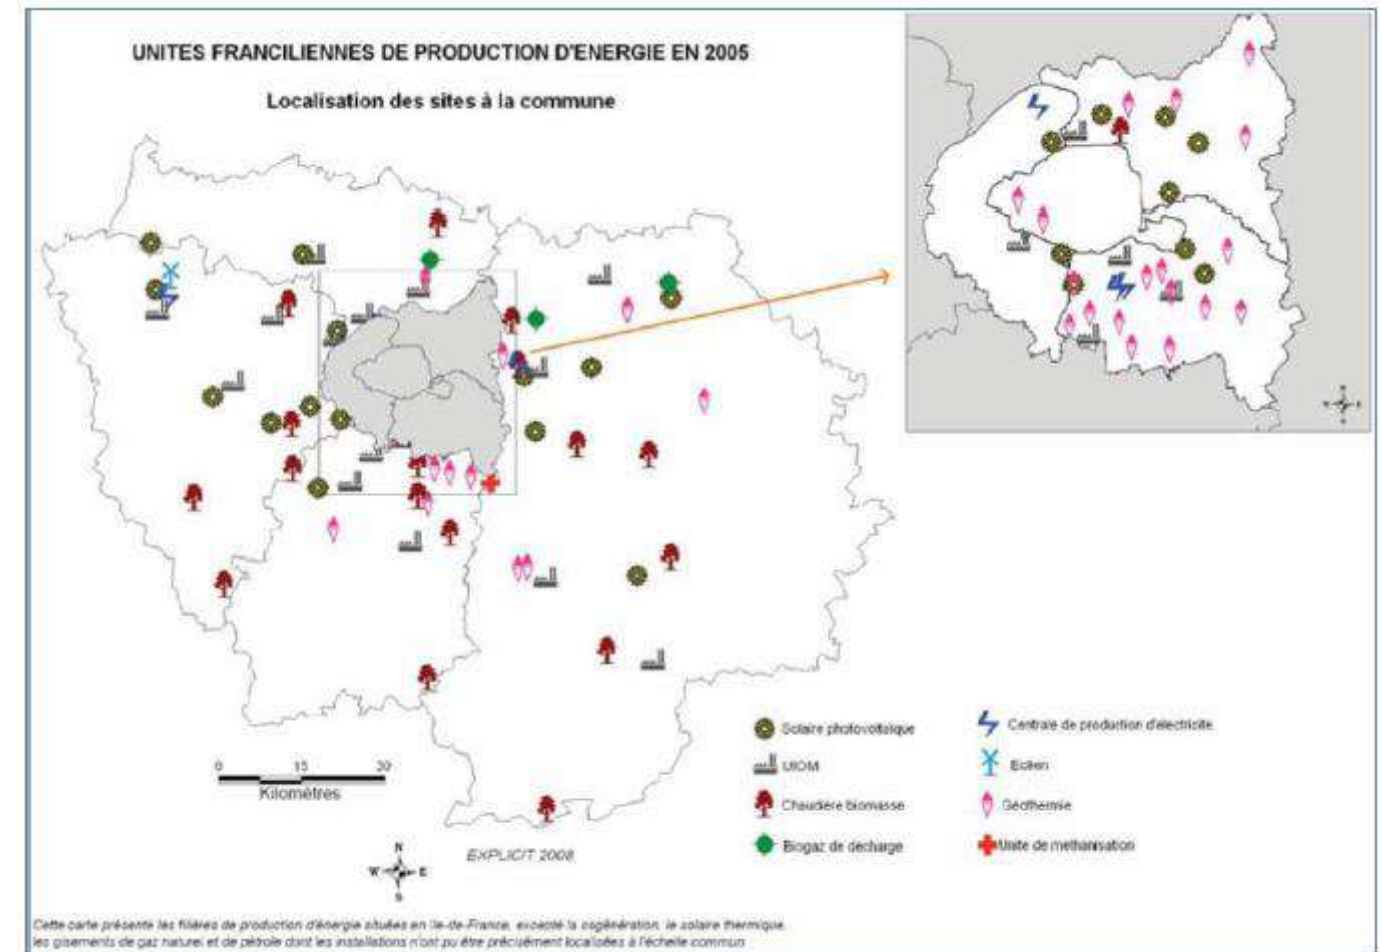 UNITES FRANCILIENNES DE PRODUCTION D'ENERGIE EN 2005
Localisation des sites à la commune
0 15 30
Kilomètres
N
W E
S
EXPLICIT 2008
Solaire photovoltaïque
UIOM
Chaudière biomasse
Biogaz de décharge
Centrale de production d'électricité
Eolien
Géothermie
Unité de méthanisation
Cette carte présente les filières de production d'énergie situées en Ile-de-France, excepté la cogénération, le solaire thermique,
les gisements de gaz naturel et de pétrole dont les installations n'ont pu être précisément localisées à l'échelle commun